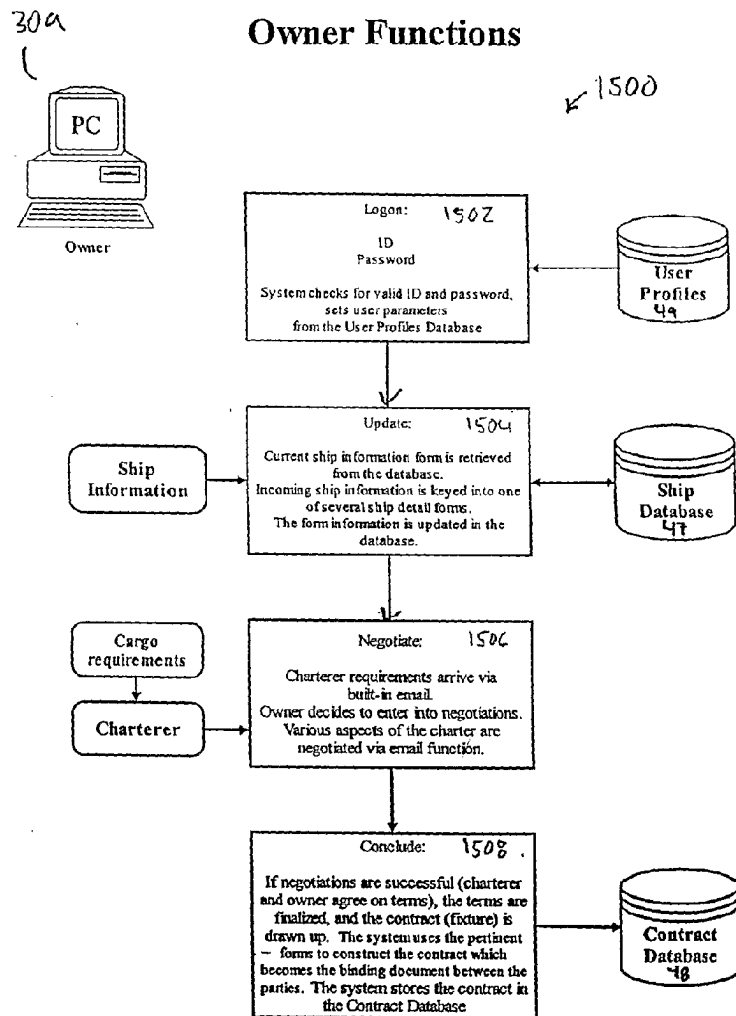 30a
Owner Functions
1500
PC
Owner
Logon: 1502
ID
Password
System checks for valid ID and password,
sets user parameters
from the User Profiles Database
User
Profiles
49
Update: 1504
Current ship information form is retrieved
from the database.
Incoming ship information is keyed into one
of several ship detail forms.
The form information is updated in the
database.
Ship
Information
Ship
Database
47
Cargo
requirements
Charterer
Negotiate: 1506
Charterer requirements arrive via
built-in email.
Owner decides to enter into negotiations.
Various aspects of the charter are
negotiated via email function.
Conclude: 1508
If negotiations are successful (charterer
and owner agree on terms), the terms are
finalized, and the contract (fixture) is
drawn up. The system uses the pertinent
forms to construct the contract which
becomes the binding document between the
parties. The system stores the contract in
the Contract Database
Contract
Database
48